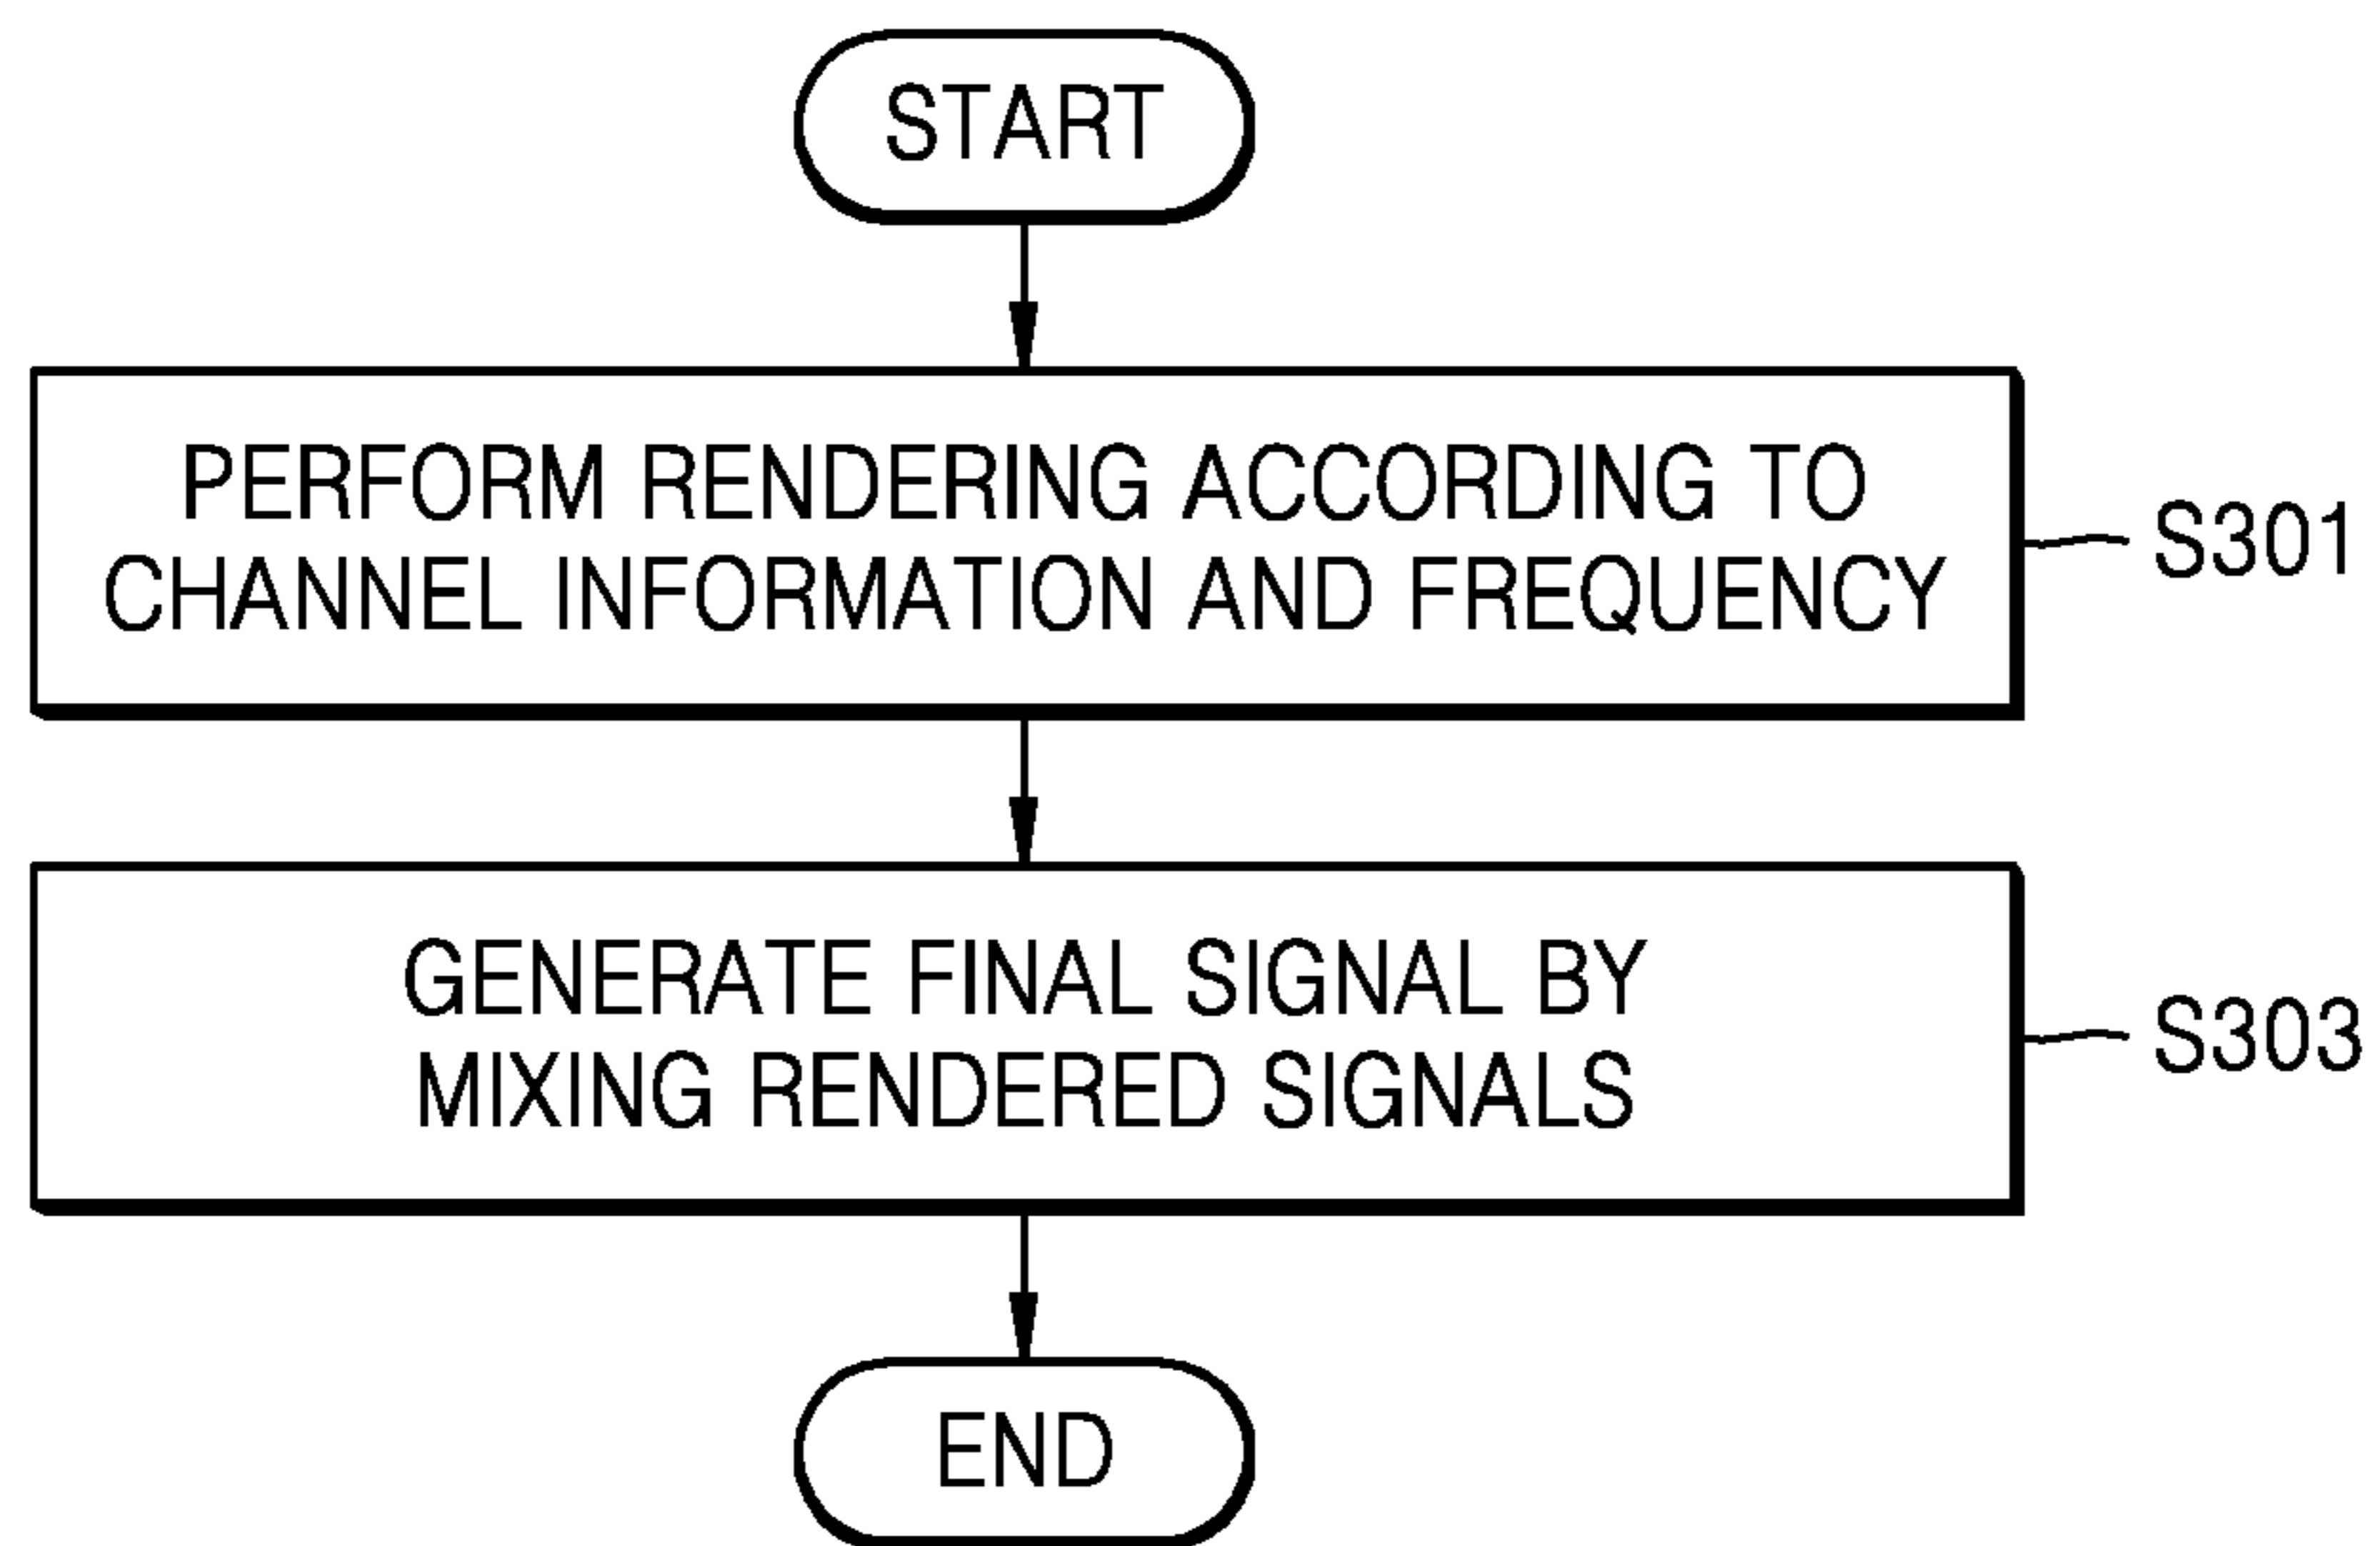 START
PERFORM RENDERING ACCORDING TO
CHANNEL INFORMATION AND FREQUENCY
S301
GENERATE FINAL SIGNAL BY
MIXING RENDERED SIGNALS
S303
END